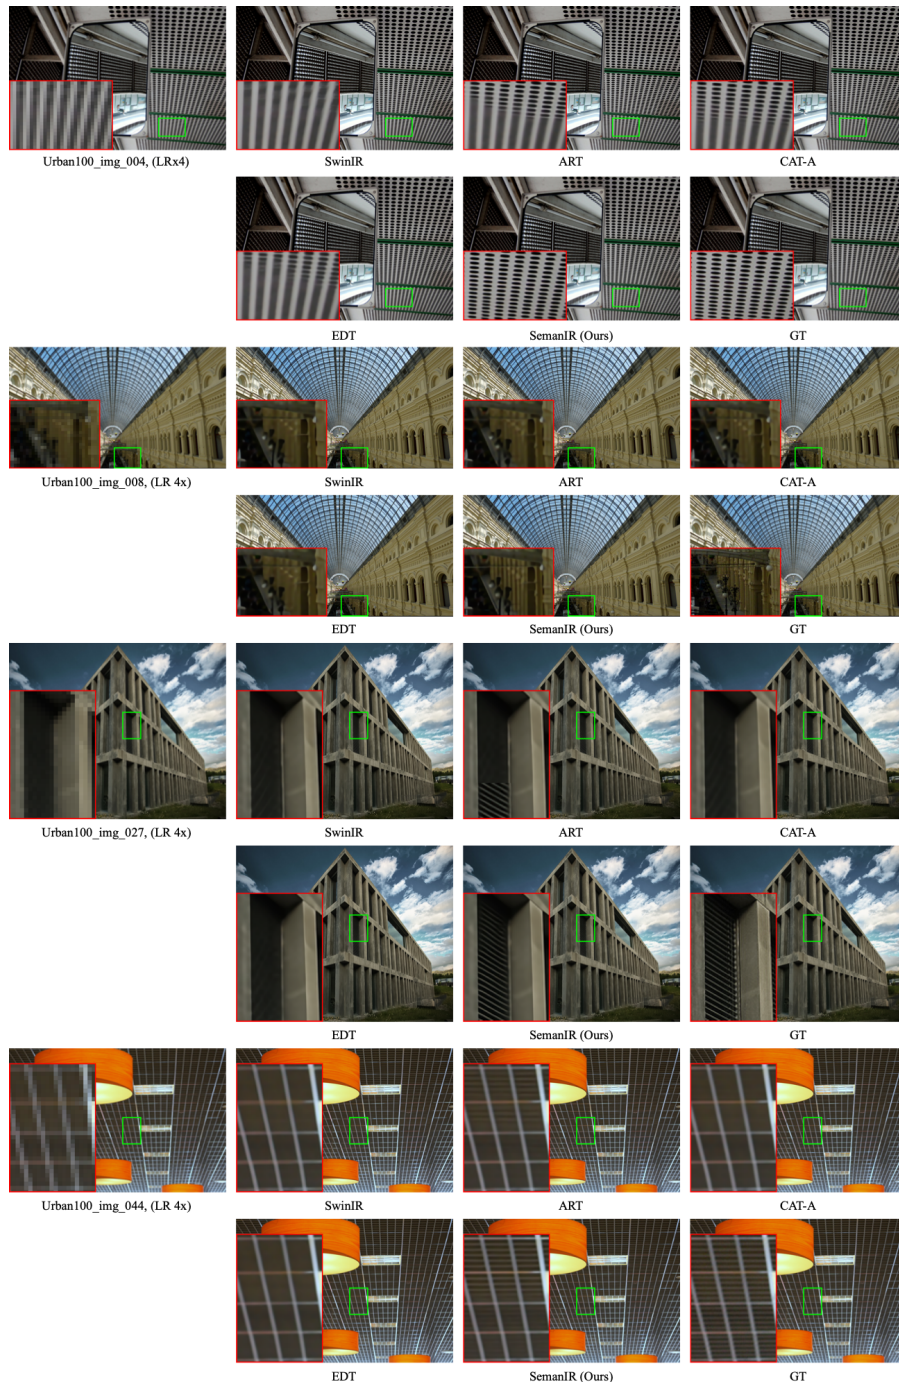 Urban100_img_004, (LRx4)
SwinIR
ART
CAT-A
EDT
SemanIR (Ours)
GT
Urban100_img_008, (LR 4x)
SwinIR
ART
CAT-A
EDT
SemanIR (Ours)
GT
Urban100_img_027, (LR 4x)
SwinIR
ART
CAT-A
EDT
SemanIR (Ours)
GT
Urban100_img_044, (LR 4x)
SwinIR
ART
CAT-A
EDT
SemanIR (Ours)
GT